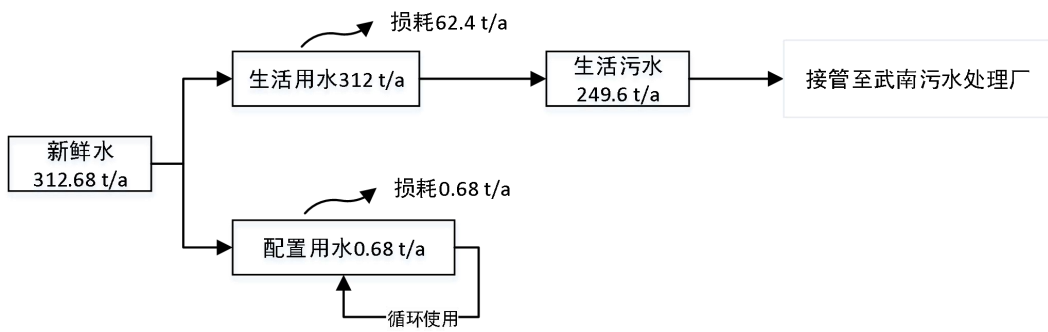 损耗62.4 t/a
生活用水312 t/a
生活污水
249.6 t/a
接管至武南污水处理厂
新鲜水
312.68 t/a
损耗0.68 t/a
配置用水0.68 t/a
循环使用